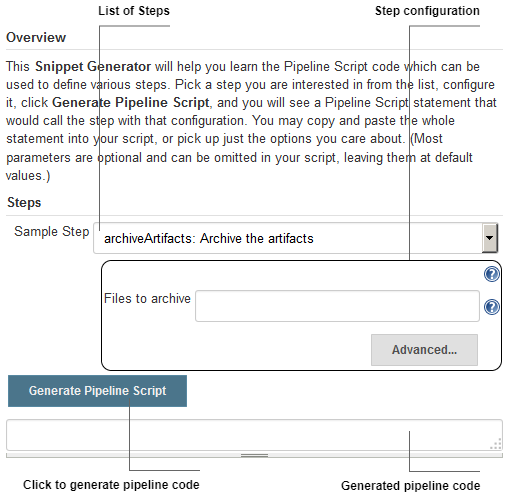 List of Steps
Step configuration
Overview
This Snippet Generator will help you learn the Pipeline Script code which can be
used to define various steps. Pick a step you are interested in from the list, configure
it, click Generate Pipeline Script, and you will see a Pipeline Script statement that
would call the step with that configuration. You may copy and paste the whole
statement into your script, or pick up just the options you care about. (Most
parameters are optional and can be omitted in your script, leaving them at default
values.)
Steps
Sample Step
archiveArtifacts: Archive the artifacts
?
Files to archive
?
Advanced...
Generate Pipeline Script
Click to generate pipeline code
Generated pipeline code